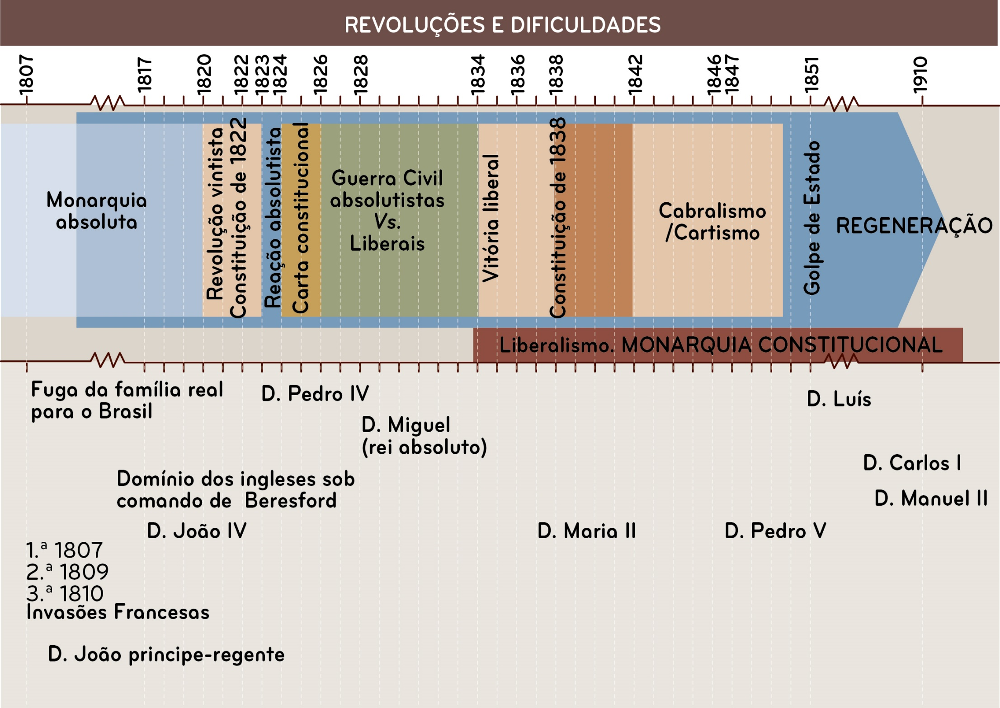 REVOLUÇÕES E DIFICULDADES
1807
1817
1820
1822
1823
1824
1826
1828
1834
1836
1838
1842
1846
1847
1851
1910
Monarquia
absoluta
Revolução vintista
Constituição de 1822
Reação absolutista
Carta constitucional
Guerra Civil
absolutistas
Vs.
Liberais
Vitória liberal
Constituição de 1838
Cabralismo
/Cartismo
Golpe de Estado
REGENERAÇÃO
Liberalismo. MONARQUIA CONSTITUCIONAL
Fuga da família real
para o Brasil
D. Pedro IV
D. Luís
D. Miguel
(rei absoluto)
D. Carlos I
Domínio dos ingleses sob
comando de Beresford
D. Manuel II
D. João IV
D. Maria II
D. Pedro V
1.ª 1807
2.ª 1809
3.ª 1810
Invasões Francesas
D. João principe-regente